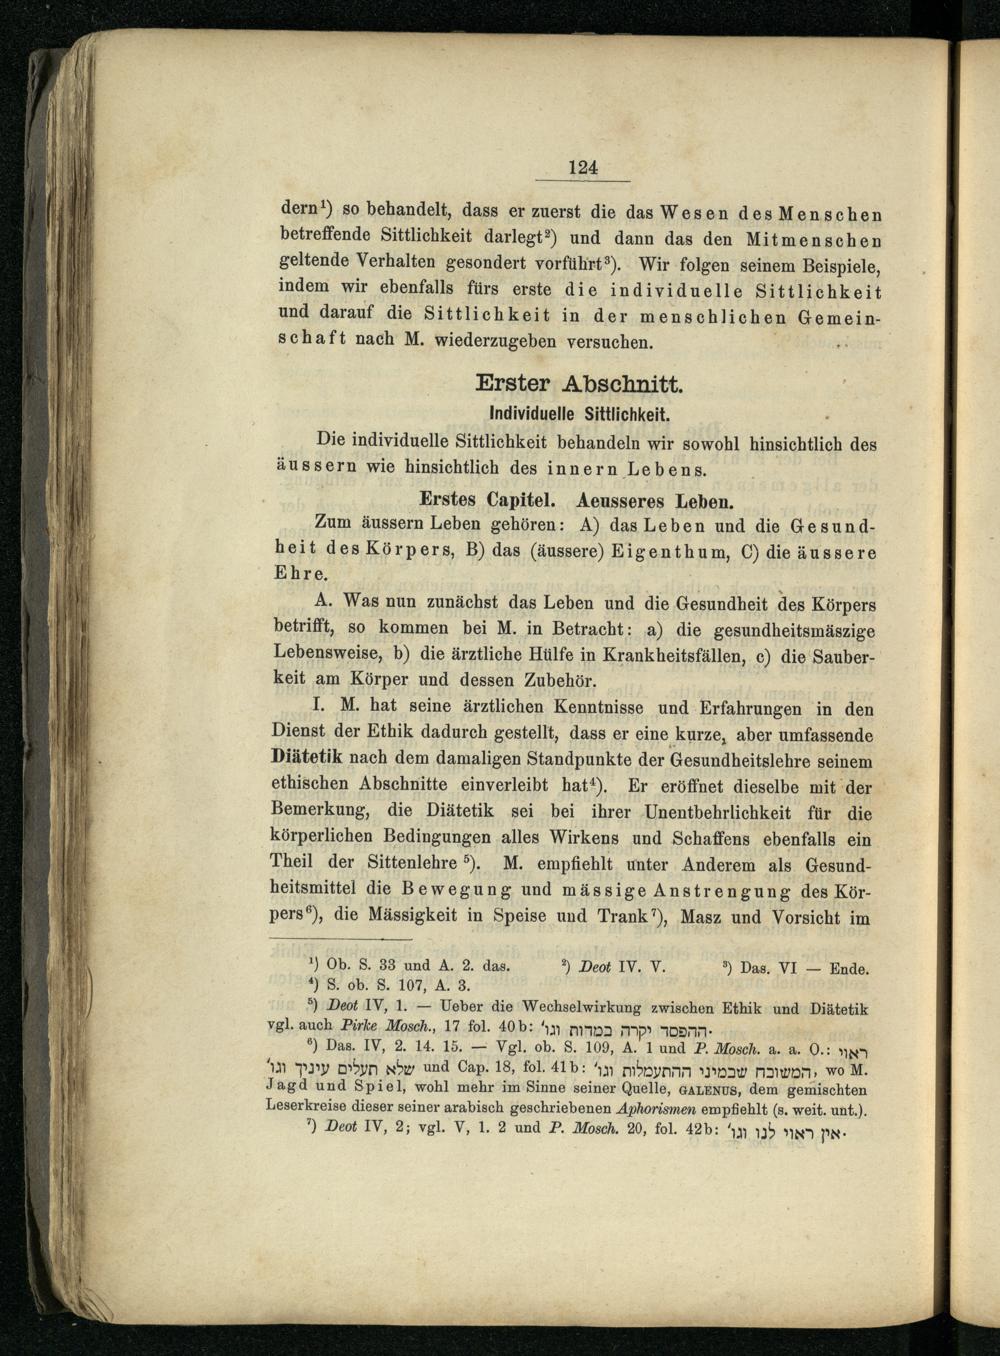 124
dern¹) so behandelt, dass er zuerst die das Wesen des Menschen
betreffende Sittlichkeit darlegt²) und dann das den Mitmenschen
geltende Verhalten gesondert vorführt³). Wir folgen seinem Beispiele,
indem wir ebenfalls fürs erste die individuelle Sittlichkeit
und darauf die Sittlichkeit in der menschlichen Gemein-
schaft nach M. wiederzugeben versuchen.
Erster Abschnitt.
Individuelle Sittlichkeit.
Die individuelle Sittlichkeit behandeln wir sowohl hinsichtlich des
äussern wie hinsichtlich des innern Lebens.
Erstes Capitel. Aeusseres Leben.
Zum äussern Leben gehören: A) das Leben und die Gesund-
heit des Körpers, B) das (äussere) Eigenthum, C) die äussere
Ehre.
A. Was nun zunächst das Leben und die Gesundheit des Körpers
betrifft, so kommen bei M. in Betracht: a) die gesundheitsmäszige
Lebensweise, b) die ärztliche Hülfe in Krankheitsfällen, c) die Sauber-
keit am Körper und dessen Zubehör.
I. M. hat seine ärztlichen Kenntnisse und Erfahrungen in den
Dienst der Ethik dadurch gestellt, dass er eine kurze, aber umfassende
Diätetik nach dem damaligen Standpunkte der Gesundheitslehre seinem
ethischen Abschnitte einverleibt hat⁴). Er eröffnet dieselbe mit der
Bemerkung, die Diätetik sei bei ihrer Unentbehrlichkeit für die
körperlichen Bedingungen alles Wirkens und Schaffens ebenfalls ein
Theil der Sittenlehre ⁵). M. empfiehlt unter Anderem als Gesund-
heitsmittel die Bewegung und mässige Anstrengung des Kör-
pers⁶), die Mässigkeit in Speise und Trank⁷), Masz und Vorsicht im
¹) Ob. S. 33 und A. 2. das. ²) Deot IV. V. ³) Das. VI — Ende.
⁴) S. ob. S. 107, A. 3.
⁵) Deot IV, 1. — Ueber die Wechselwirkung zwischen Ethik und Diätetik
vgl. auch Pirke Mosch., 17 fol. 40b: ההפסד יקרה במדות וגו'.
⁶) Das. IV, 2. 14. 15. — Vgl. ob. S. 109, A. 1 und P. Mosch. a. a. O.: ראוי
שלא תעלים עיניך וגו' und Cap. 18, fol. 41b: המשובח שבמיני ההתעמלות וגו', wo M.
Jagd und Spiel, wohl mehr im Sinne seiner Quelle, GALENUS, dem gemischten
Leserkreise dieser seiner arabisch geschriebenen Aphorismen empfiehlt (s. weit. unt.).
⁷) Deot IV, 2; vgl. V, 1. 2 und P. Mosch. 20, fol. 42b: אין ראוי לנו וגו'.